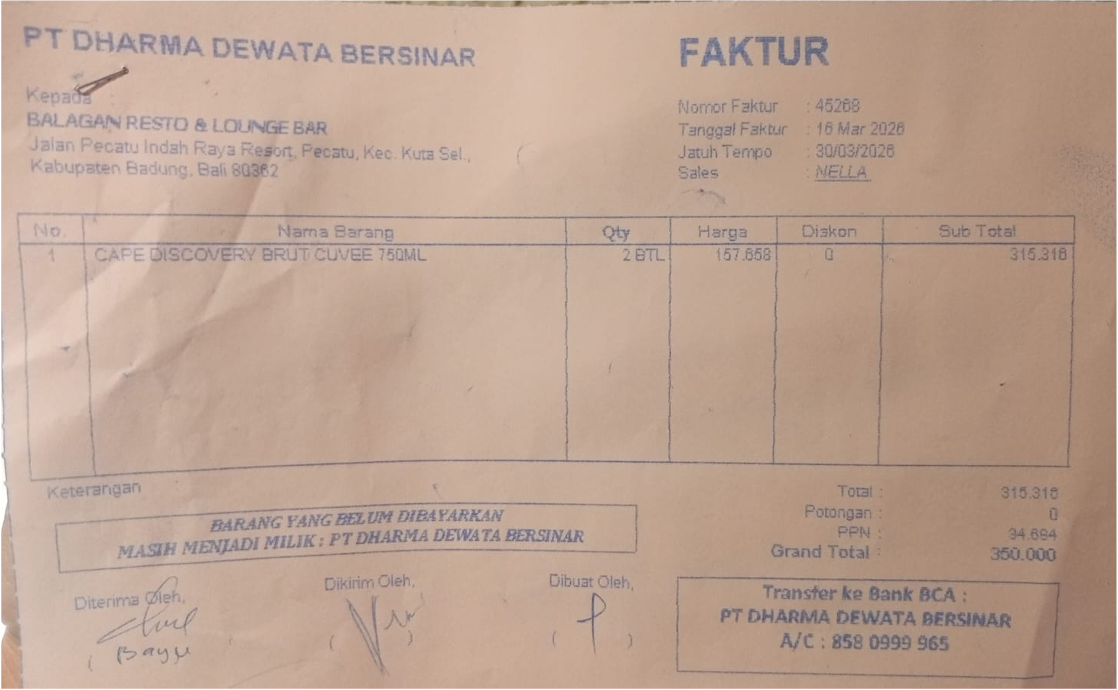 PT DHARMA DEWATA BERSINAR
FAKTUR
Kepada
BALAGAN RESTO & LOUNGE BAR
Jalan Pecatu Indah Raya Resort, Pecatu, Kec. Kuta Sel.,
Kabupaten Badung, Bali 80362
Nomor Faktur : 45268
Tanggal Faktur : 16 Mar 2026
Jatuh Tempo : 30/03/2026
Sales : NELLA
No. Nama Barang Qty Harga Diskon Sub Total
1 CAPE DISCOVERY BRUT CUVEE 750ML 2 BTL 157.658 0 315.316
Keterangan
BARANG YANG BELUM DIBAYARKAN
MASIH MENJADI MILIK : PT DHARMA DEWATA BERSINAR
Total : 315.316
Potongan : 0
PPN : 34.684
Grand Total : 350.000
Diterima Oleh,
Dikirim Oleh,
Dibuat Oleh,
( Bayu )
( )
( )
Transfer ke Bank BCA :
PT DHARMA DEWATA BERSINAR
A/C : 858 0999 965